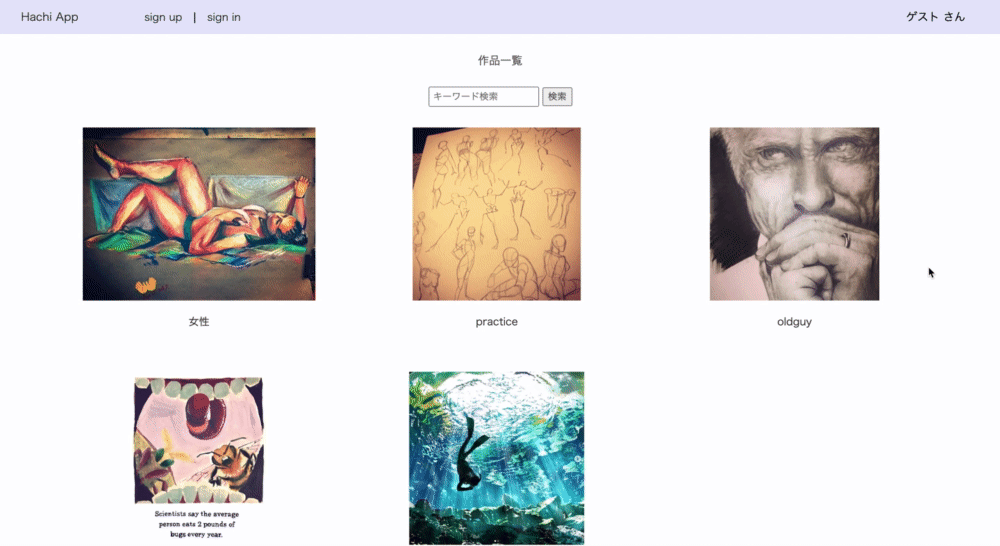 Hachi App
sign up | sign in
ゲスト さん
作品一覧
キーワード検索
検索
女性
practice
oldguy
Scientists say the average
person eats 2 pounds of
bugs every year.